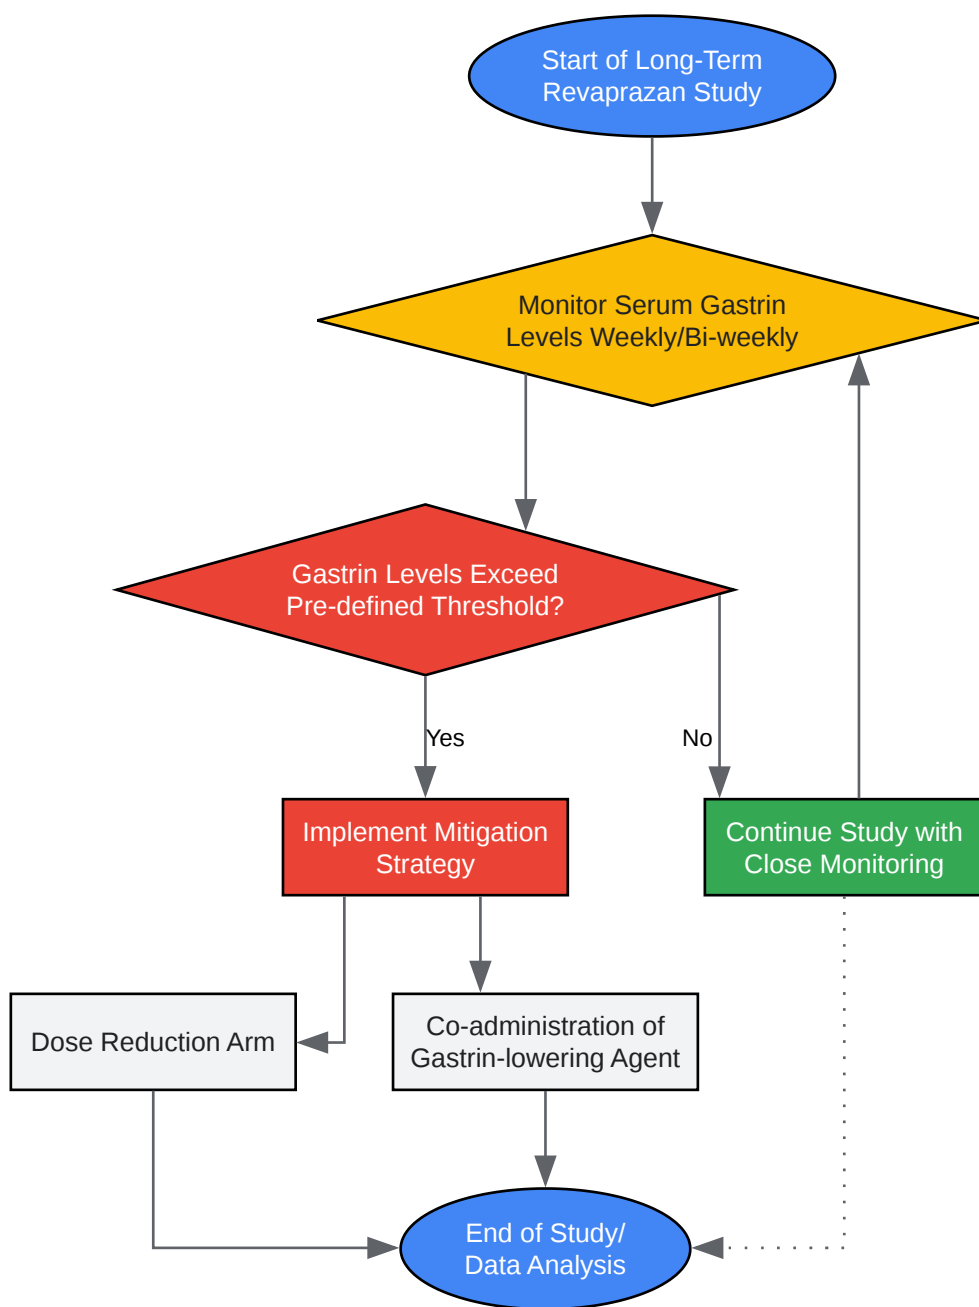 Start of Long-Term
Revaprazan Study
Monitor Serum Gastrin
Levels Weekly/Bi-weekly
Gastrin Levels Exceed
Pre-defined Threshold?
Yes
No
Implement Mitigation
Strategy
Continue Study with
Close Monitoring
Dose Reduction Arm
Co-administration of
Gastrin-lowering Agent
End of Study/
Data Analysis